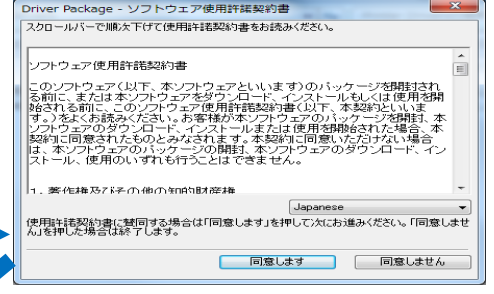 Driver Package - ソフトウェア使用許諾契約書
スクロールバーで順次下げて使用許諾契約書をお読みください。
ソフトウェア使用許諾契約書
このソフトウェア(以下、本ソフトウェアといいます)のパッケージを開封され
る前に、または本ソフトウェアをダウンロード、インストールもしくは使用を開
始される前に、このソフトウェア使用許諾契約書(以下、本契約といいま
す。)をよくお読みください。お客様が本ソフトウェアのパッケージを開封、本
ソフトウェアのダウンロード、インストールまたは使用を開始された場合、本
契約に同意されたものとみなされます。本契約に同意いただけない場合
は、本ソフトウェアのパッケージの開封、本ソフトウェアのダウンロード、イン
ストール、使用のいずれも行うことはできません。
1. 著作権及びその他の知的財産権
Japanese
使用許諾契約書に賛同する場合は「同意します」を押して次にお進みください。「同意しませ
ん」を押した場合は終了します。
同意します
同意しません